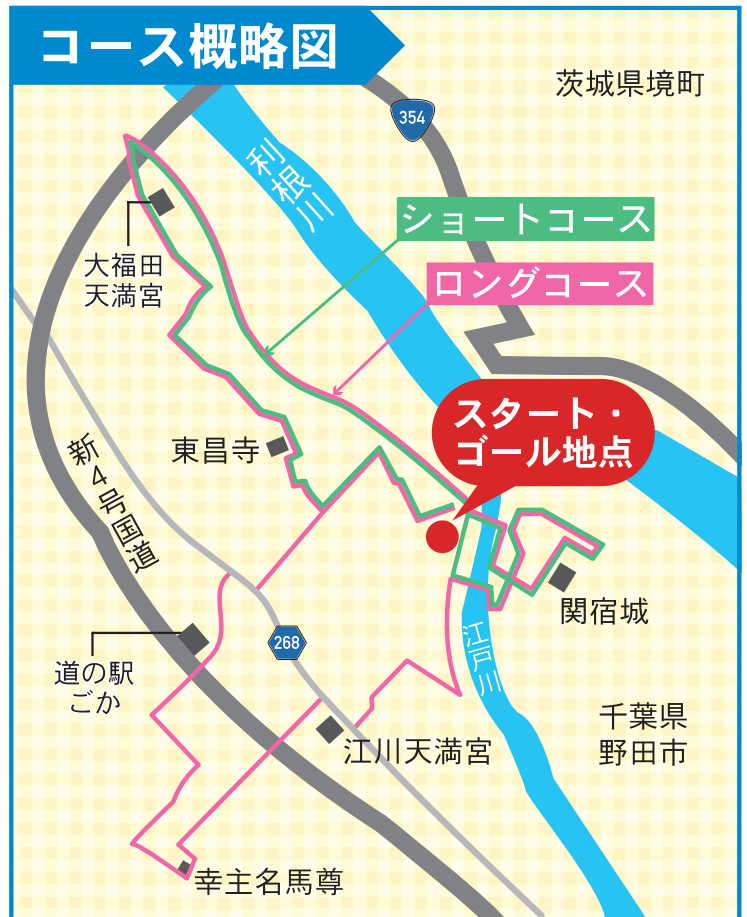 コース概略図
茨城県境町
354
利根川
ショートコース
大福田
天満宮
ロングコース
スタート・
ゴール地点
東昌寺
新4号国道
関宿城
268
江戸川
道の駅
ごか
千葉県
野田市
江川天満宮
幸主名馬尊